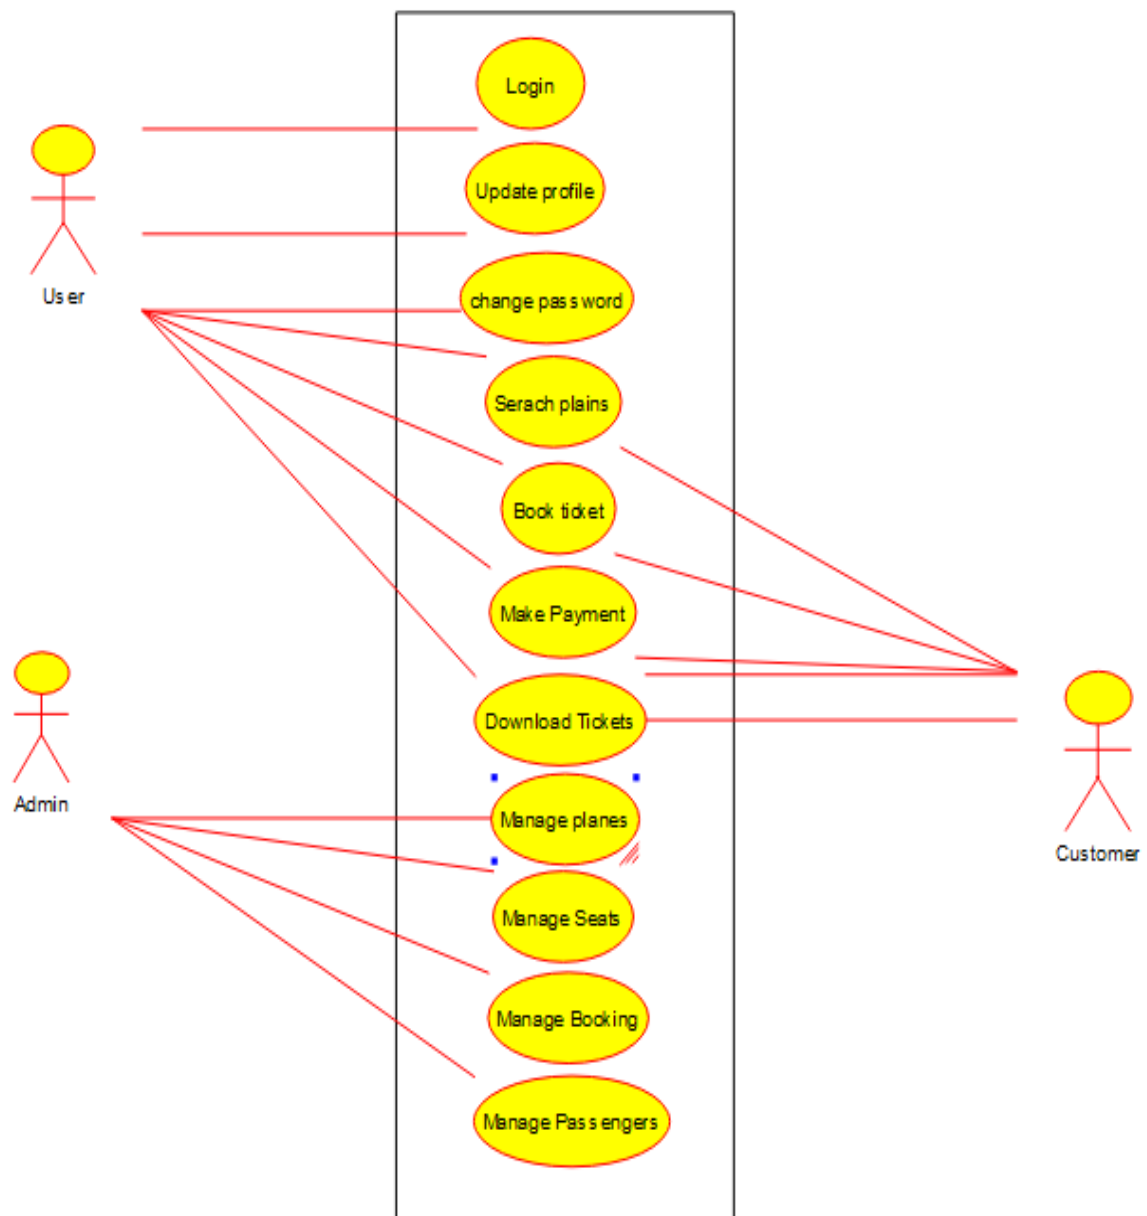 Login
Update profile
User
change password
Serach plains
Book ticket
Make Payment
Download Tickets
Admin
Manage planes
Customer
Manage Seats
Manage Booking
Manage Passengers